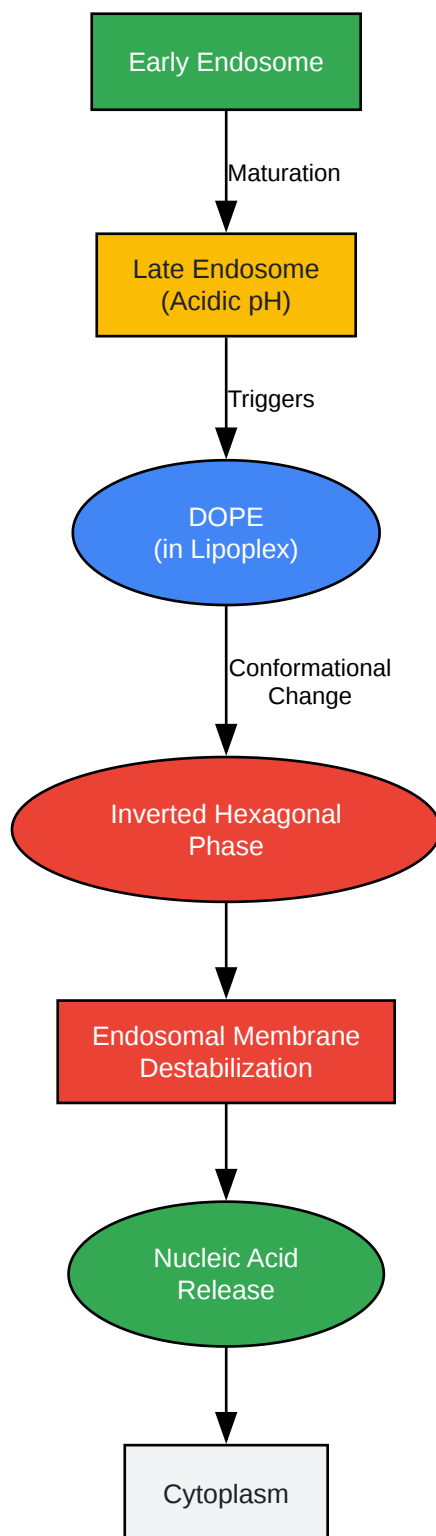 Early Endosome
Maturation
Late Endosome
(Acidic pH)
Triggers
DOPE
(in Lipoplex)
Conformational
Change
Inverted Hexagonal
Phase
Endosomal Membrane
Destabilization
Nucleic Acid
Release
Cytoplasm